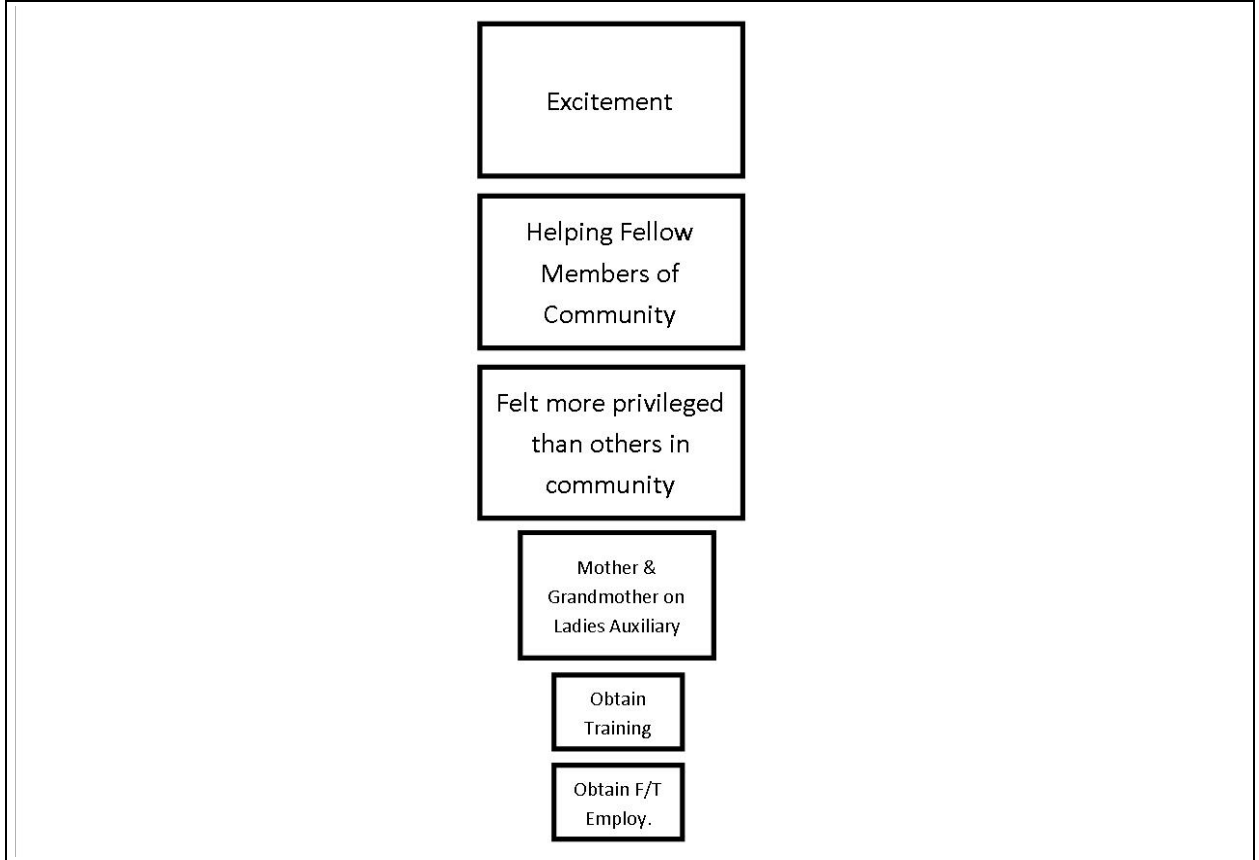 Excitement
Helping Fellow
Members of
Community
Felt more privileged
than others in
community
Mother &
Grandmother on
Ladies Auxiliary
Obtain
Training
Obtain F/T
Employ.